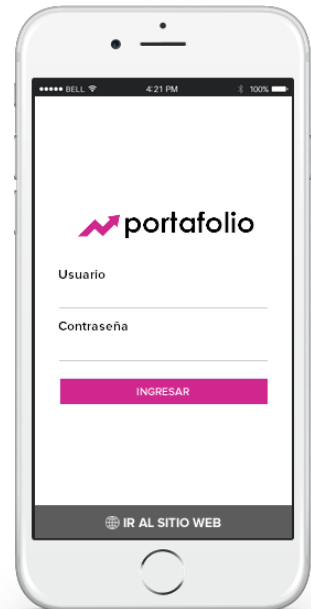 BELL 4:21 PM 100%
portafolio
Usuario
Contraseña
INGRESAR
IR AL SITIO WEB